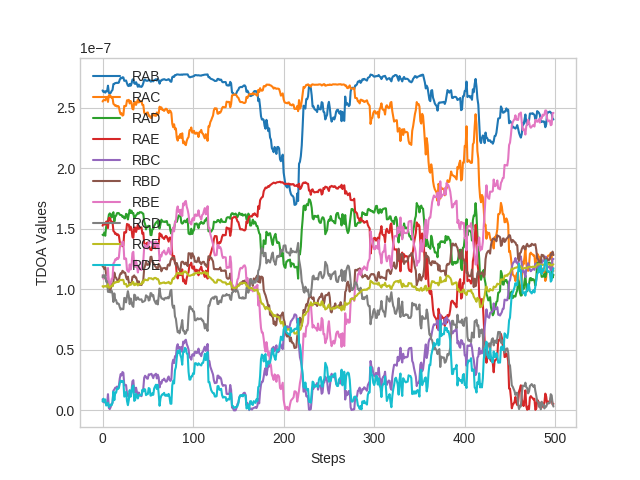 1e−7
RAB
RAC
RAD
RAE
RBC
RBD
RBE
RCD
RCE
RDE
2.5
2.0
1.5
1.0
0.5
0.0
TDOA Values
0 100 200 300 400 500
Steps